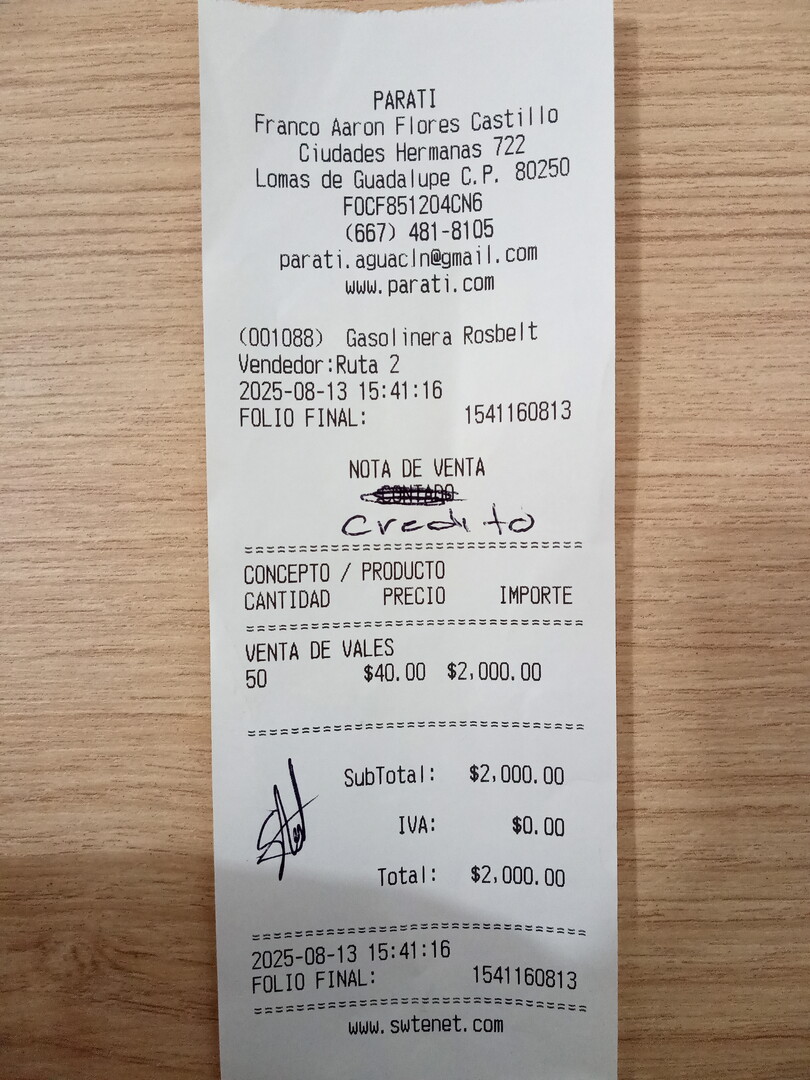 PARATI
Franco Aaron Flores Castillo
Ciudades Hermanas 722
Lomas de Guadalupe C.P. 80250
FOCF851204CN6
(667) 481-8105
parati.aguacln@gmail.com
www.parati.com
(001088) Gasolinera Rosbelt
Vendedor:Ruta 2
2025-08-13 15:41:16
FOLIO FINAL: 1541160813
NOTA DE VENTA
CONTADO
credito
CONCEPTO / PRODUCTO
CANTIDAD PRECIO IMPORTE
VENTA DE VALES
50 $40.00 $2,000.00
SubTotal: $2,000.00
IVA: $0.00
Total: $2,000.00
2025-08-13 15:41:16
FOLIO FINAL: 1541160813
www.swtenet.com